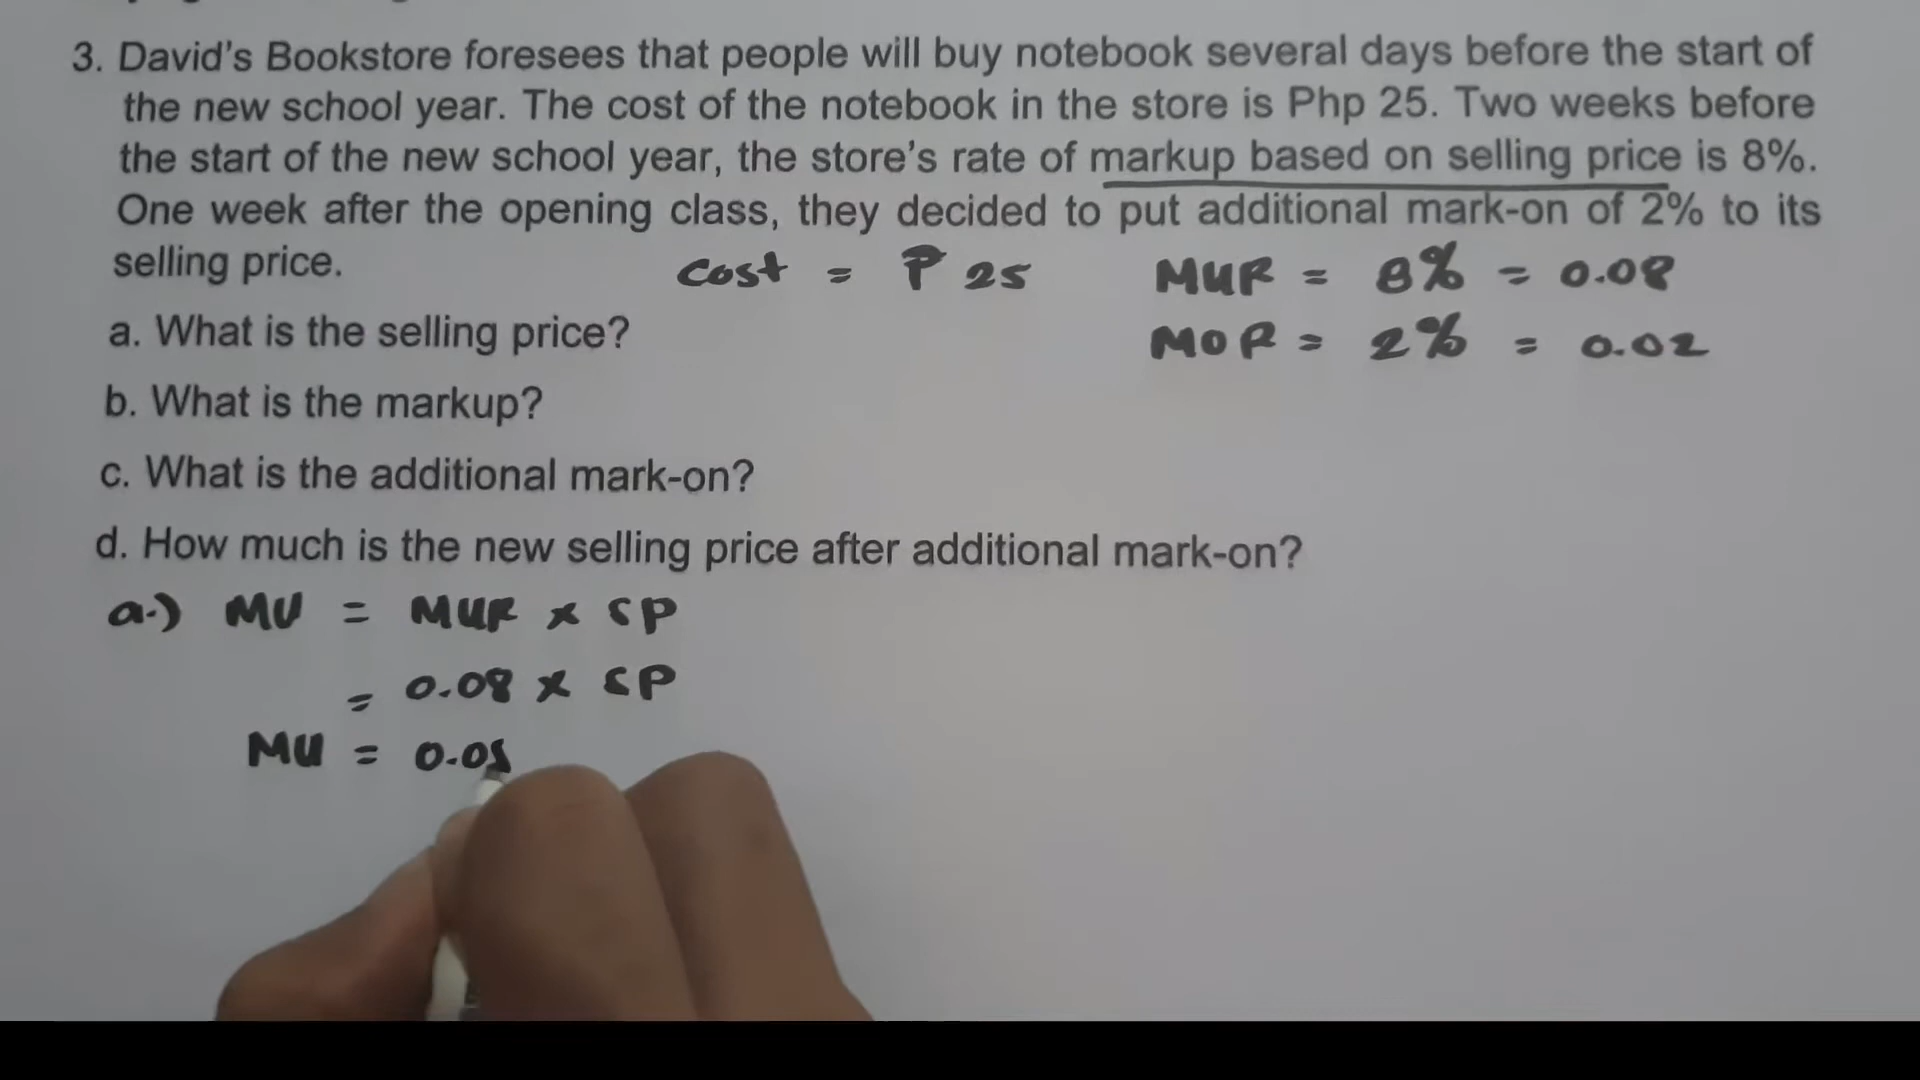 3. David's Bookstore foresees that people will buy notebook several days before the start of
the new school year. The cost of the notebook in the store is Php 25. Two weeks before
the start of the new school year, the store's rate of markup based on selling price is 8%.
One week after the opening class, they decided to put additional mark-on of 2% to its
selling price.
Cost = ₱ 25
MUR = 8% = 0.08
MOR = 2% = 0.02
a. What is the selling price?
b. What is the markup?
c. What is the additional mark-on?
d. How much is the new selling price after additional mark-on?
a.) MU = MUR x SP
= 0.08 x SP
MU = 0.0